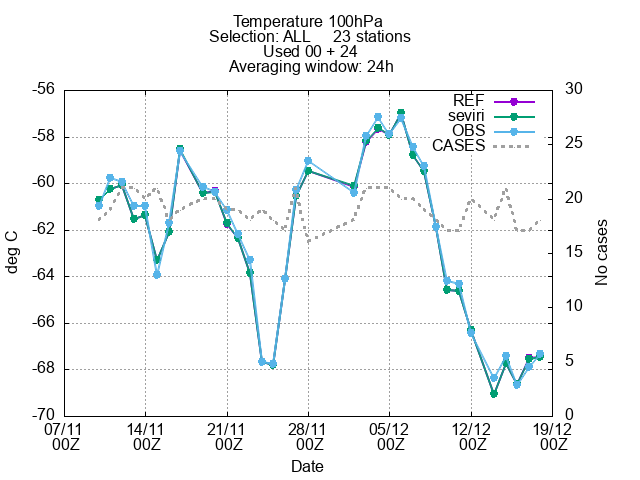 Temperature 100hPa
Selection: ALL 23 stations
Used 00 + 24
Averaging window: 24h
REF
seviri
OBS
CASES
-56
-58
-60
-62
-64
-66
-68
-70
deg C
30
25
20
15
10
5
0
No cases
07/11 14/11 21/11 28/11 05/12 12/12 19/12
00Z 00Z 00Z 00Z 00Z 00Z 00Z
Date